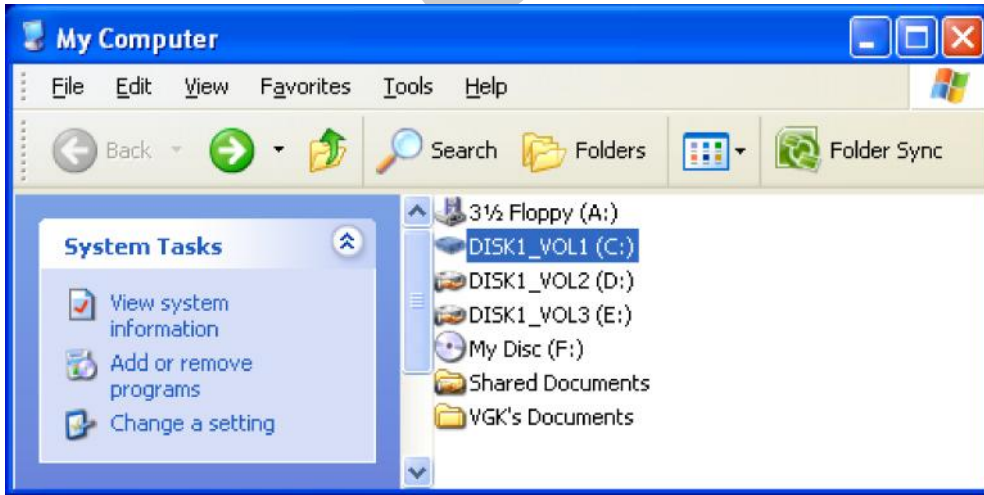 My Computer
File Edit View Favorites Tools Help
Back Search Folders Folder Sync
System Tasks
View system
information
Add or remove
programs
Change a setting
3½ Floppy (A:)
DISK1_VOL1 (C:)
DISK1_VOL2 (D:)
DISK1_VOL3 (E:)
My Disc (F:)
Shared Documents
VGK's Documents